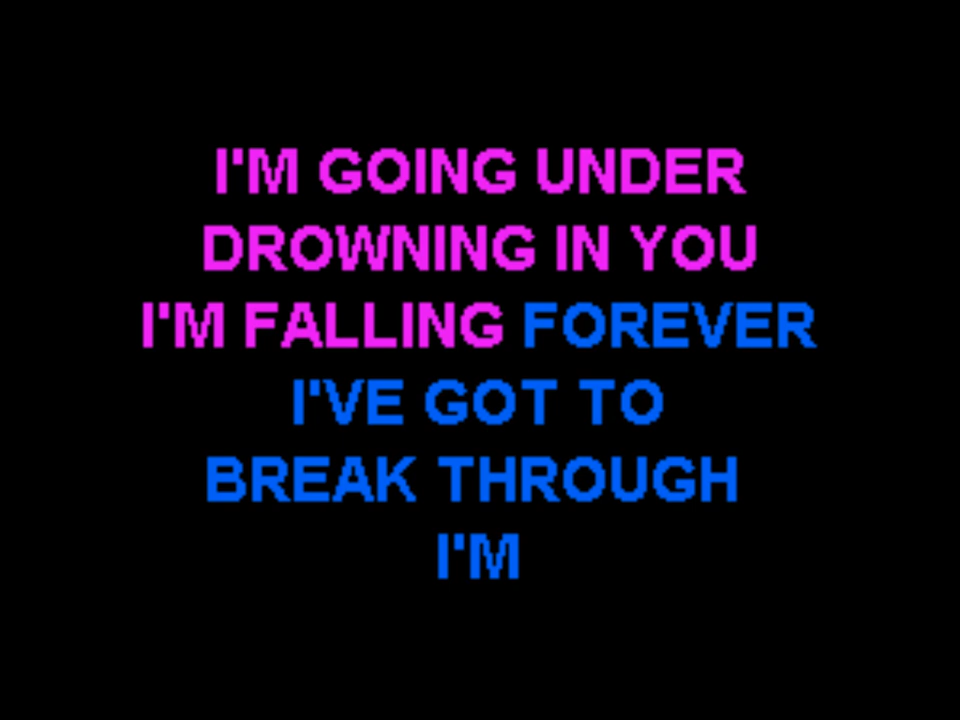 I'M GOING UNDER
DROWNING IN YOU
I'M FALLING FOREVER
I'VE GOT TO
BREAK THROUGH
I'M